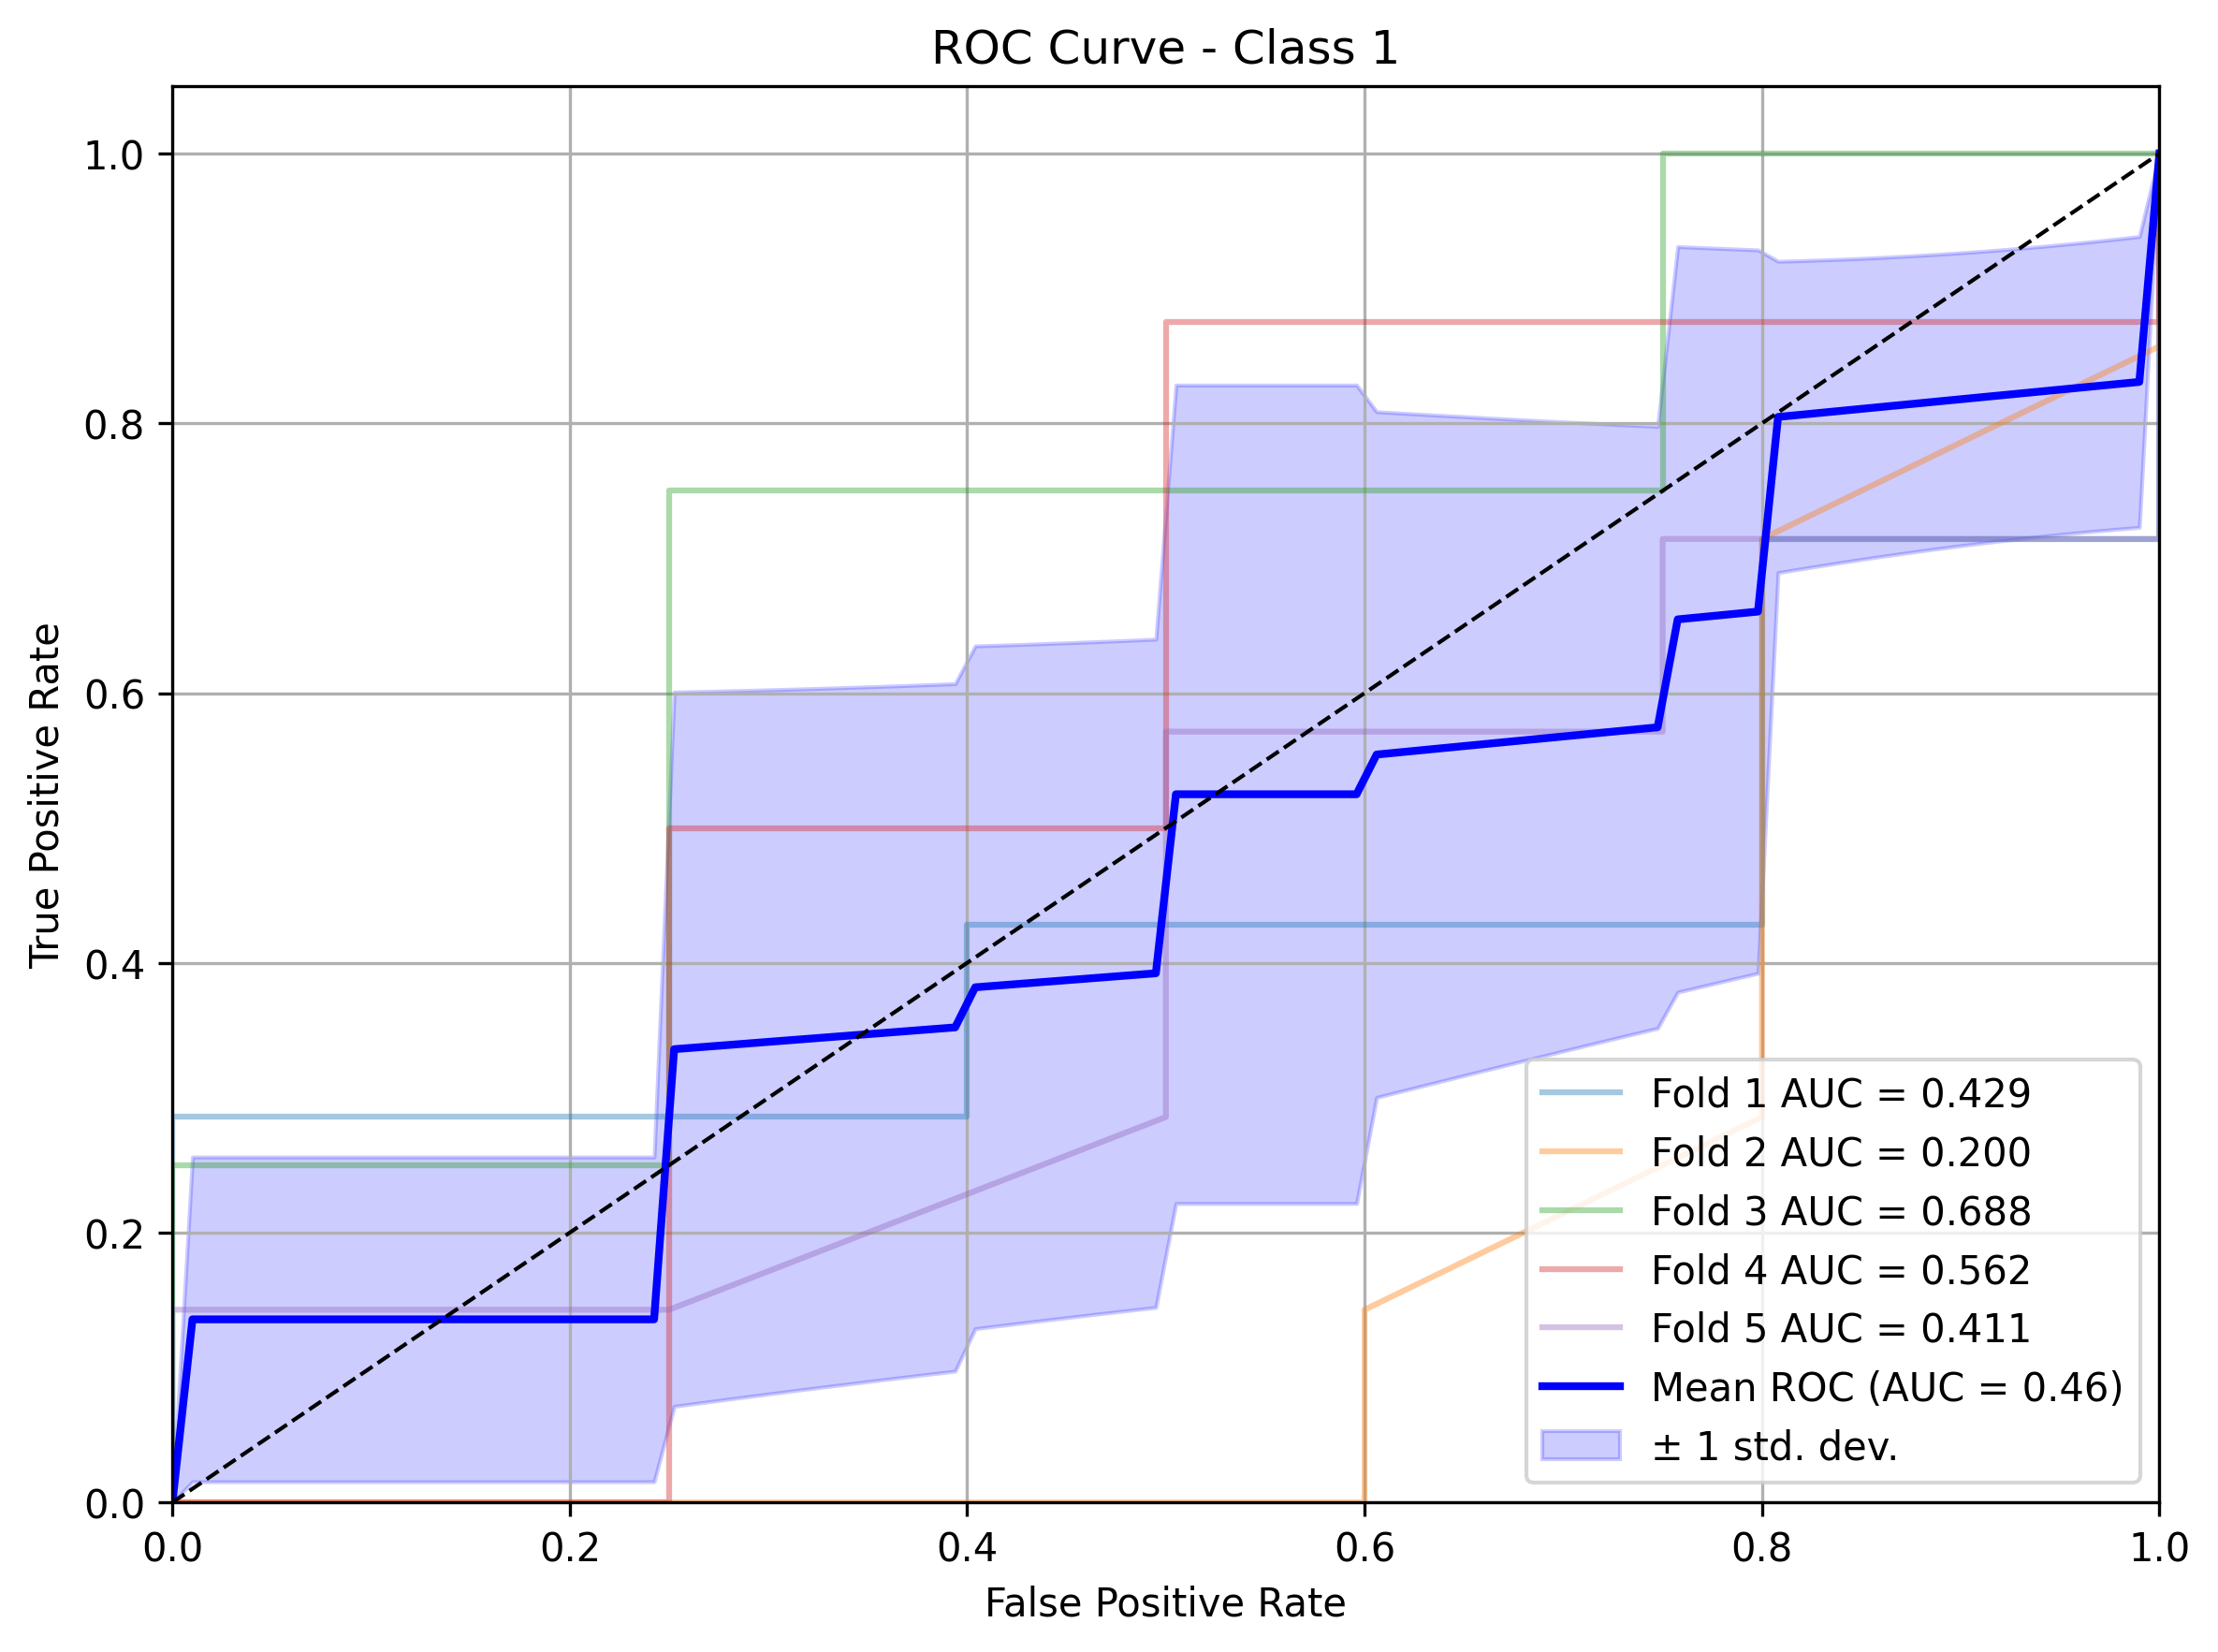 ROC Curve - Class 1
True Positive Rate
1.0
0.8
0.6
0.4
0.2
0.0
0.0 0.2 0.4 0.6 0.8 1.0
False Positive Rate
Fold 1 AUC = 0.429
Fold 2 AUC = 0.200
Fold 3 AUC = 0.688
Fold 4 AUC = 0.562
Fold 5 AUC = 0.411
Mean ROC (AUC = 0.46)
± 1 std. dev.